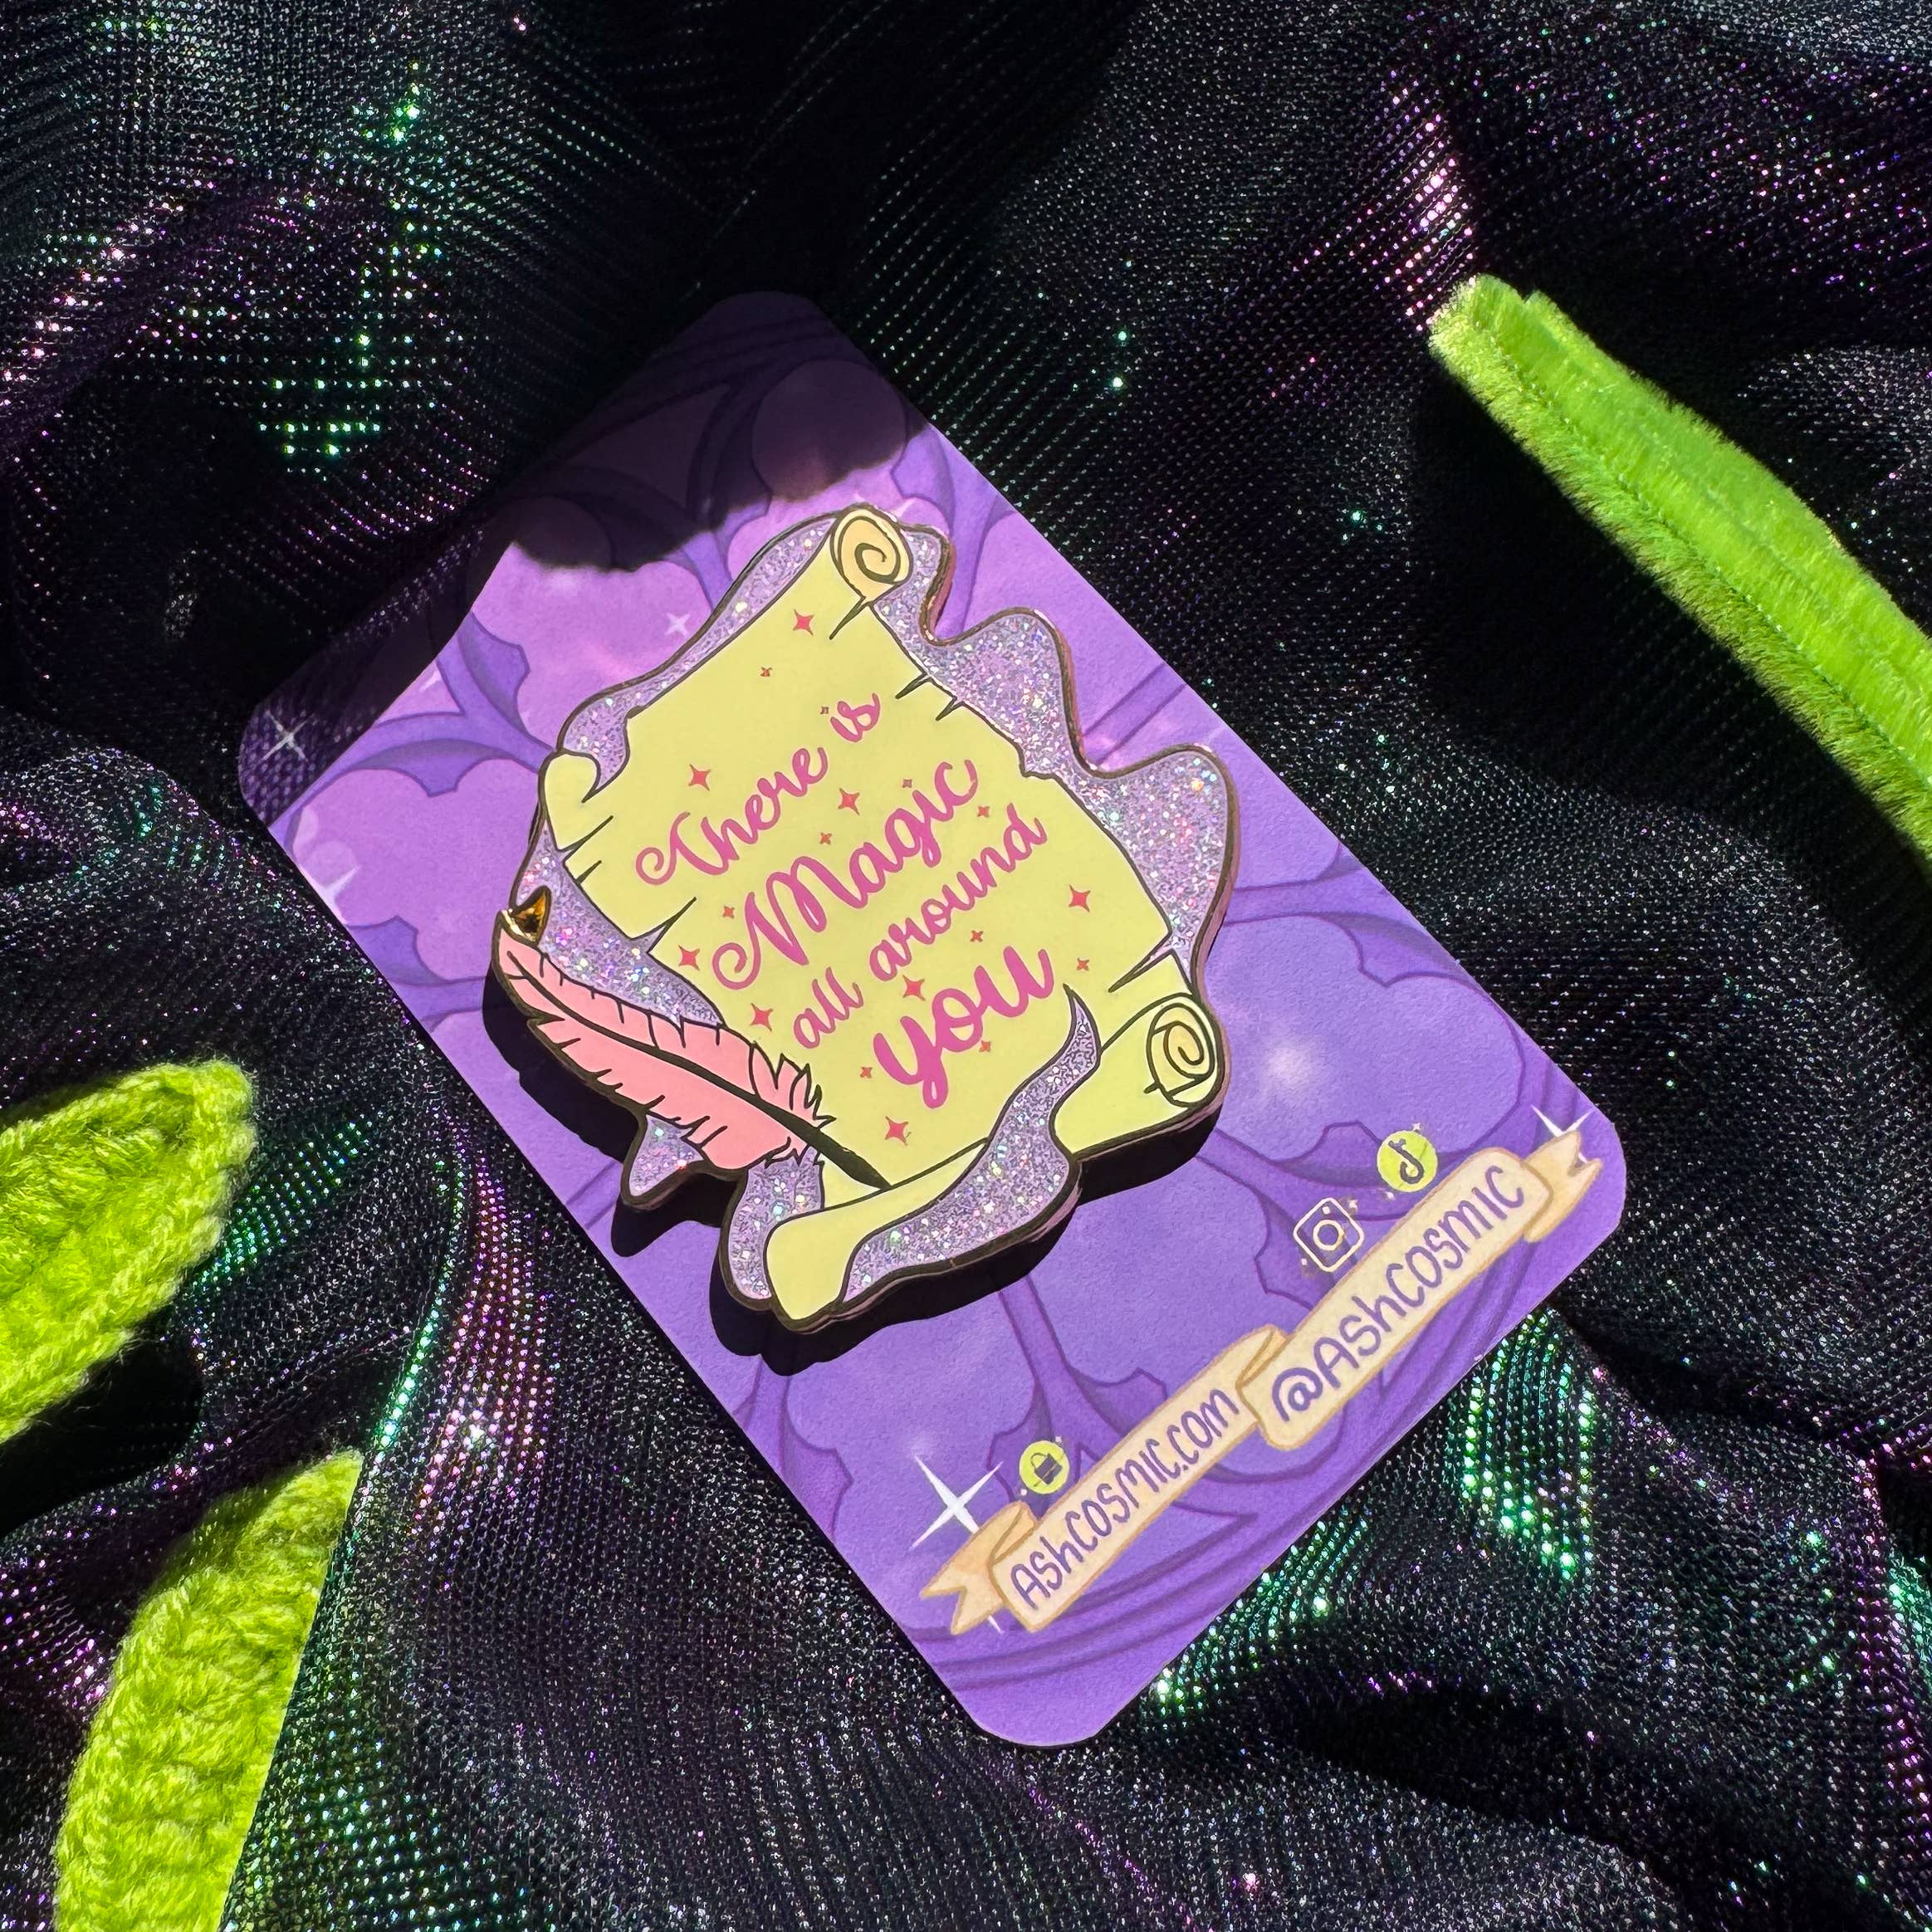 There is
Magic
all around
you
ASHCOSMIC.COM
@ASHCOSMIC